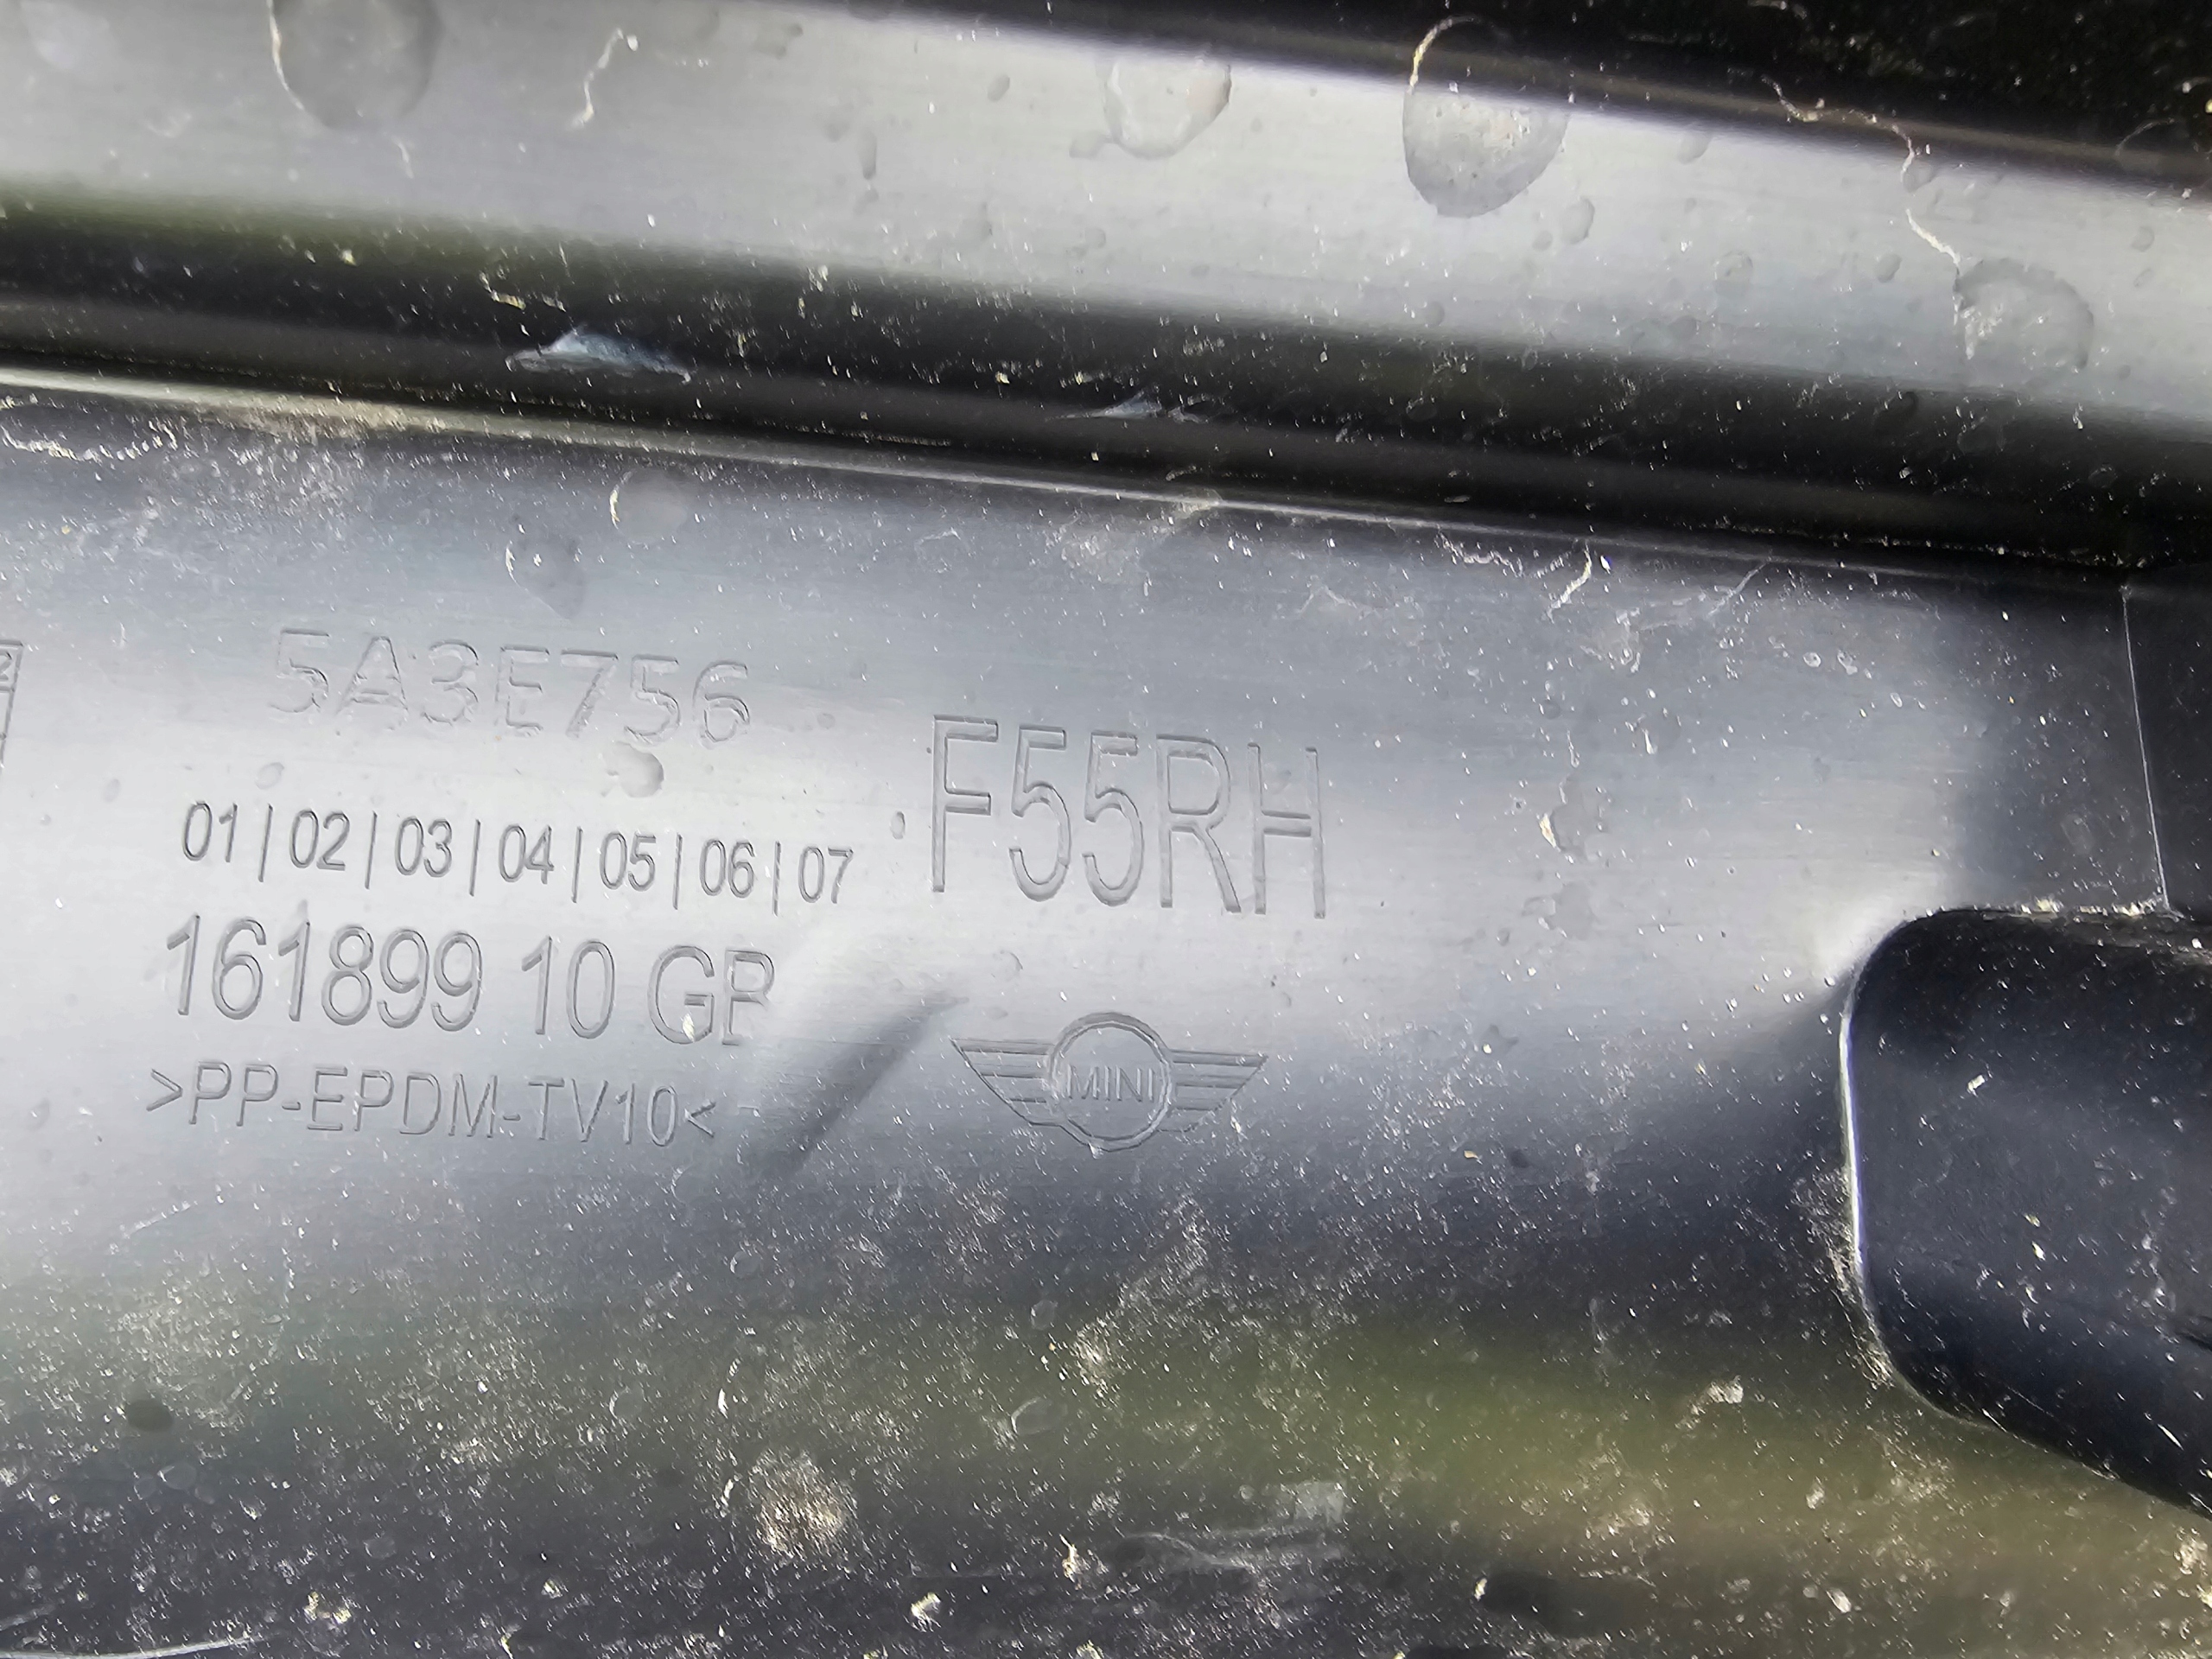 5A3E756
F55RH
01|02|03|04|05|06|07
161899 10 GP
>PP-EPDM-TV10<
MINI